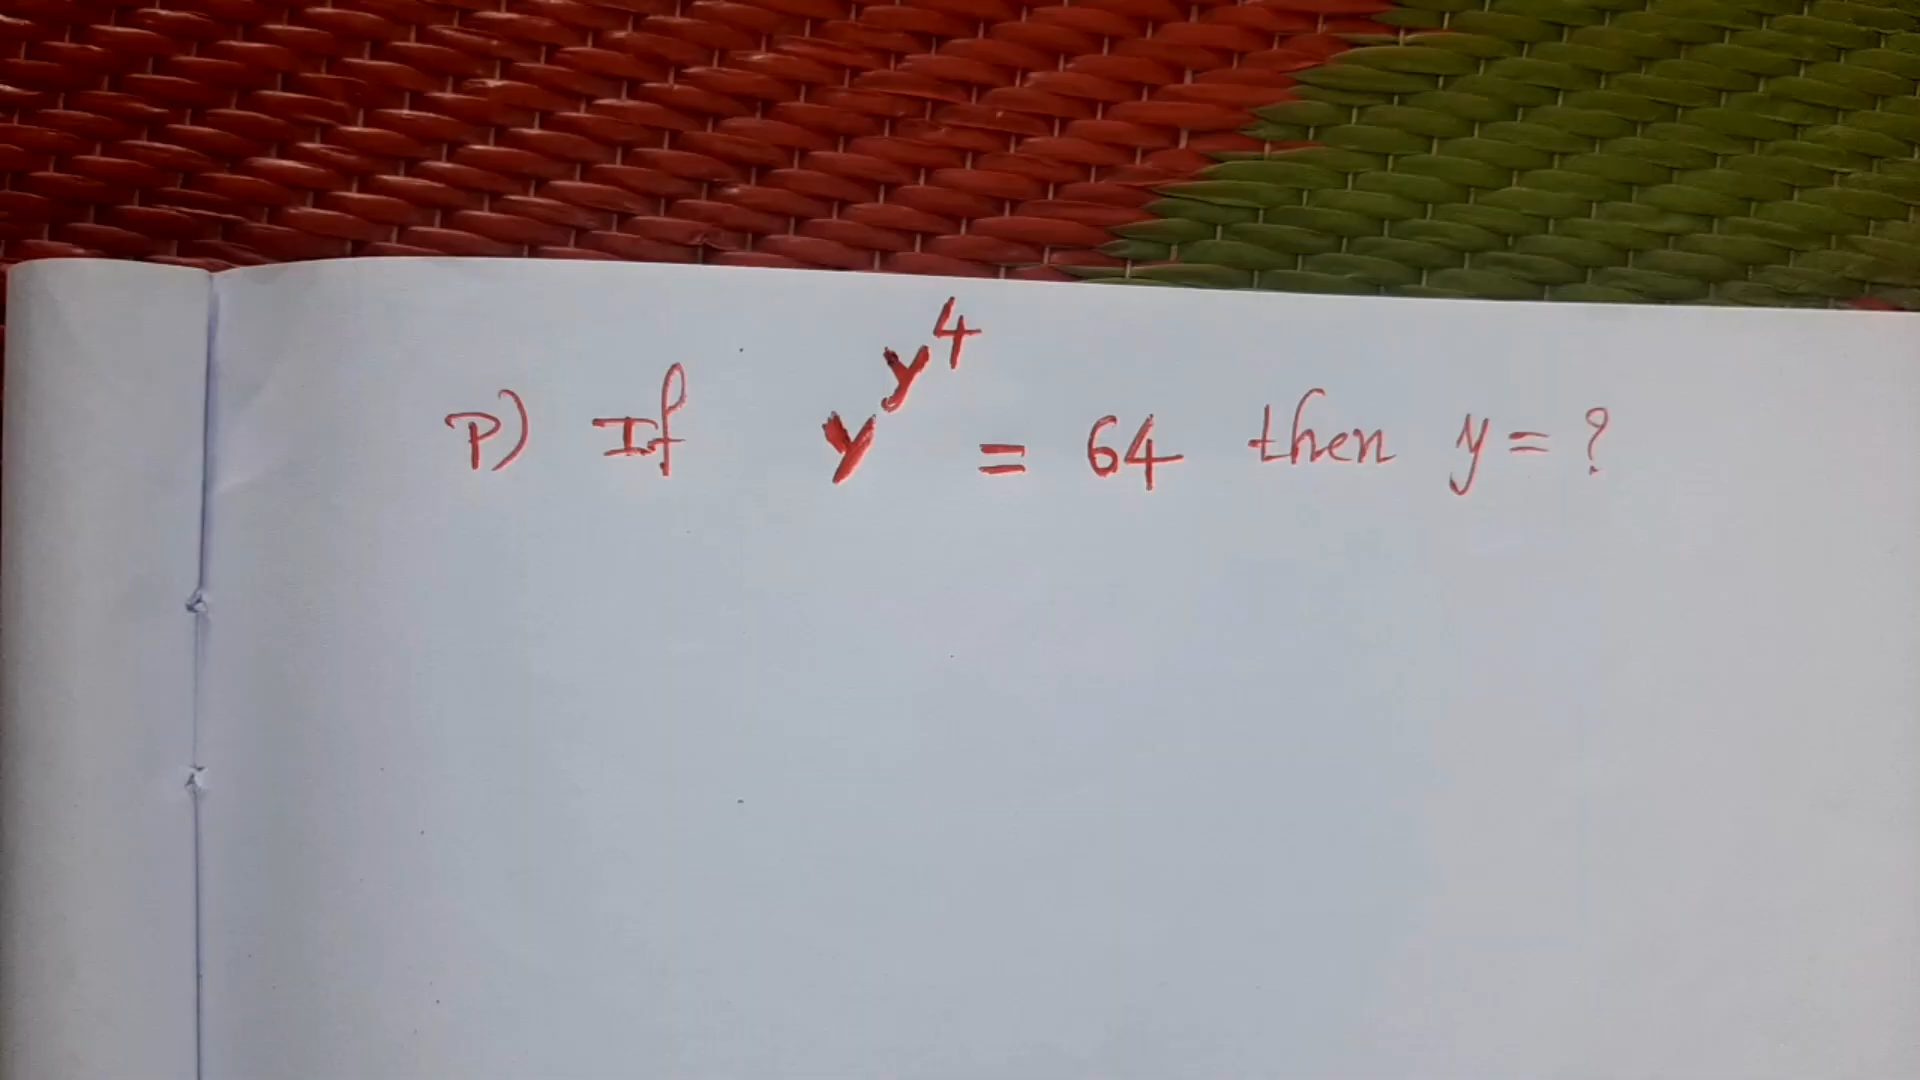 P) If y^y^4 = 64 then y = ?